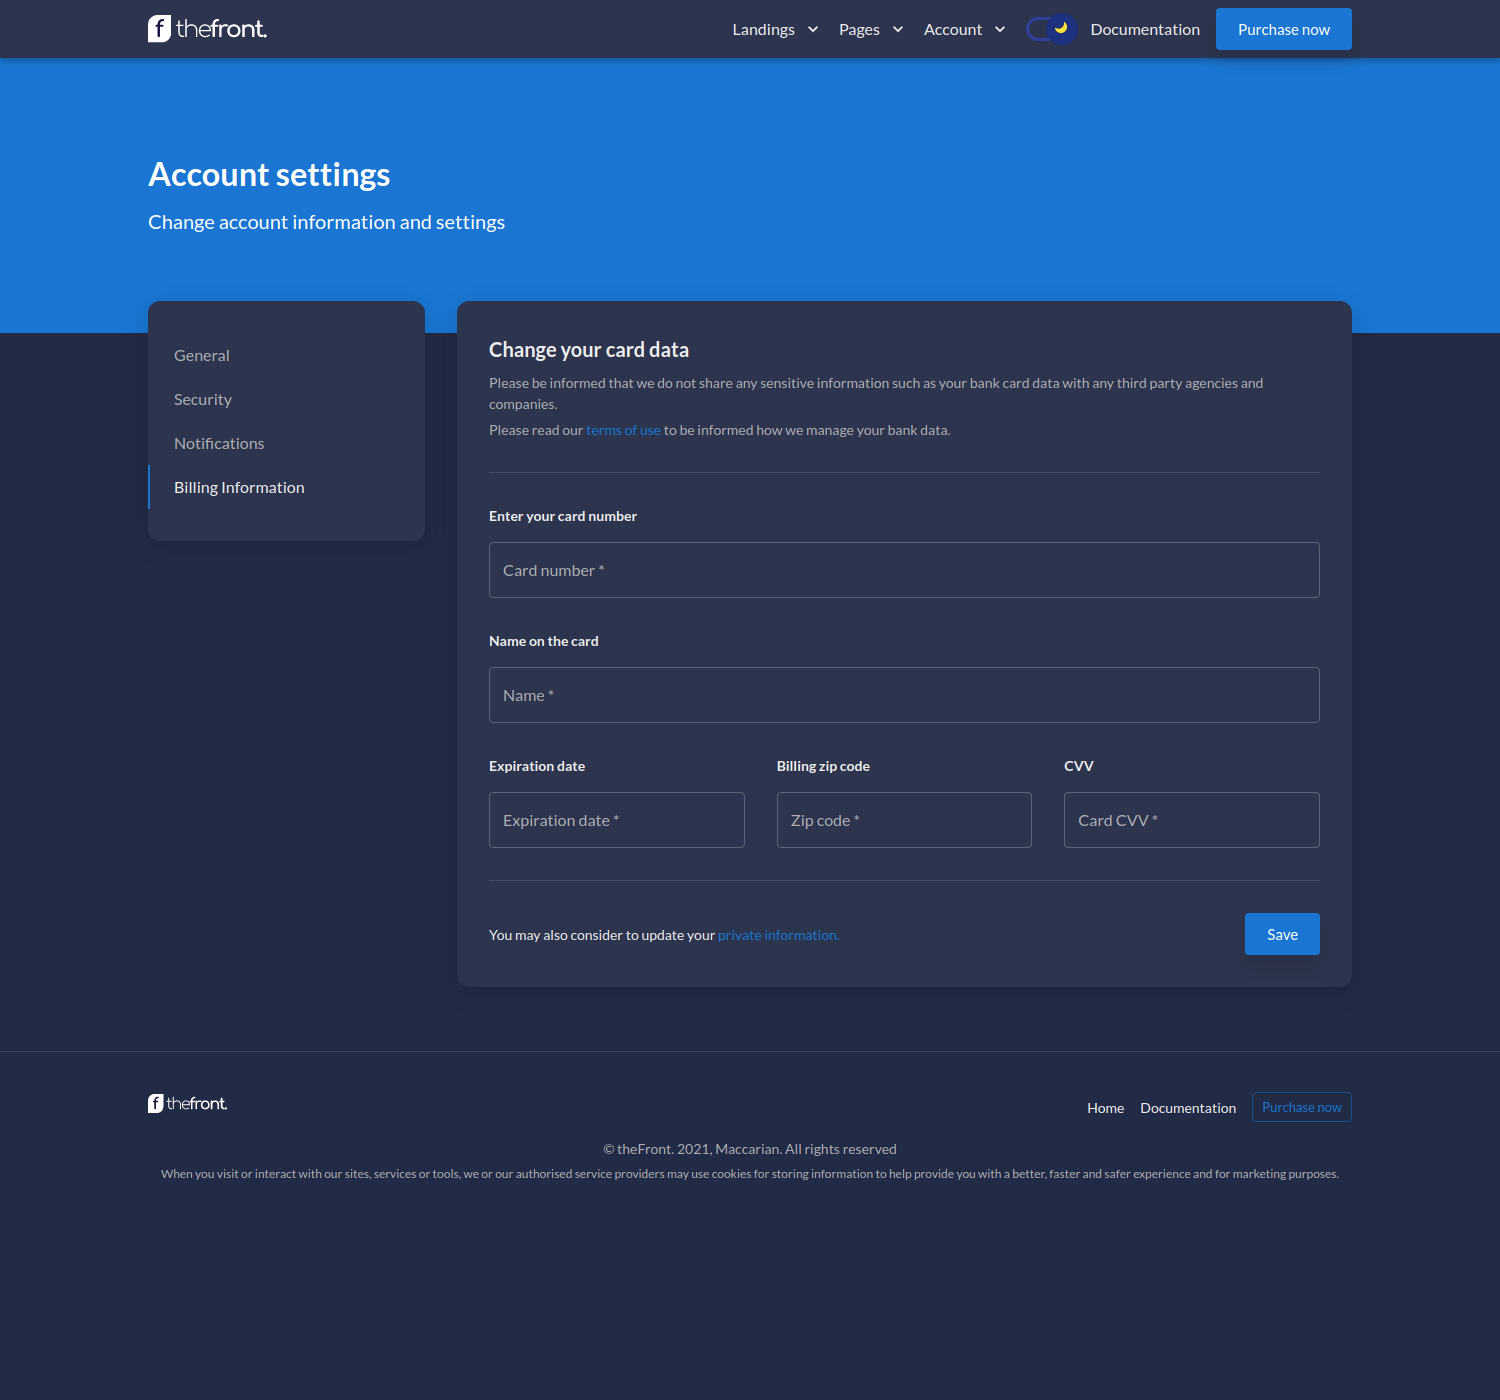 thefront.
Landings Pages Account Documentation Purchase now
Account settings
Change account information and settings
General
Security
Notifications
Billing Information
Change your card data
Please be informed that we do not share any sensitive information such as your bank card data with any third party agencies and
companies.
Please read our terms of use to be informed how we manage your bank data.
Enter your card number
Card number *
Name on the card
Name *
Expiration date Billing zip code CVV
Expiration date * Zip code * Card CVV *
You may also consider to update your private information. Save
thefront. Home Documentation Purchase now
© theFront. 2021, Maccarian. All rights reserved
When you visit or interact with our sites, services or tools, we or our authorised service providers may use cookies for storing information to help provide you with a better, faster and safer experience and for marketing purposes.